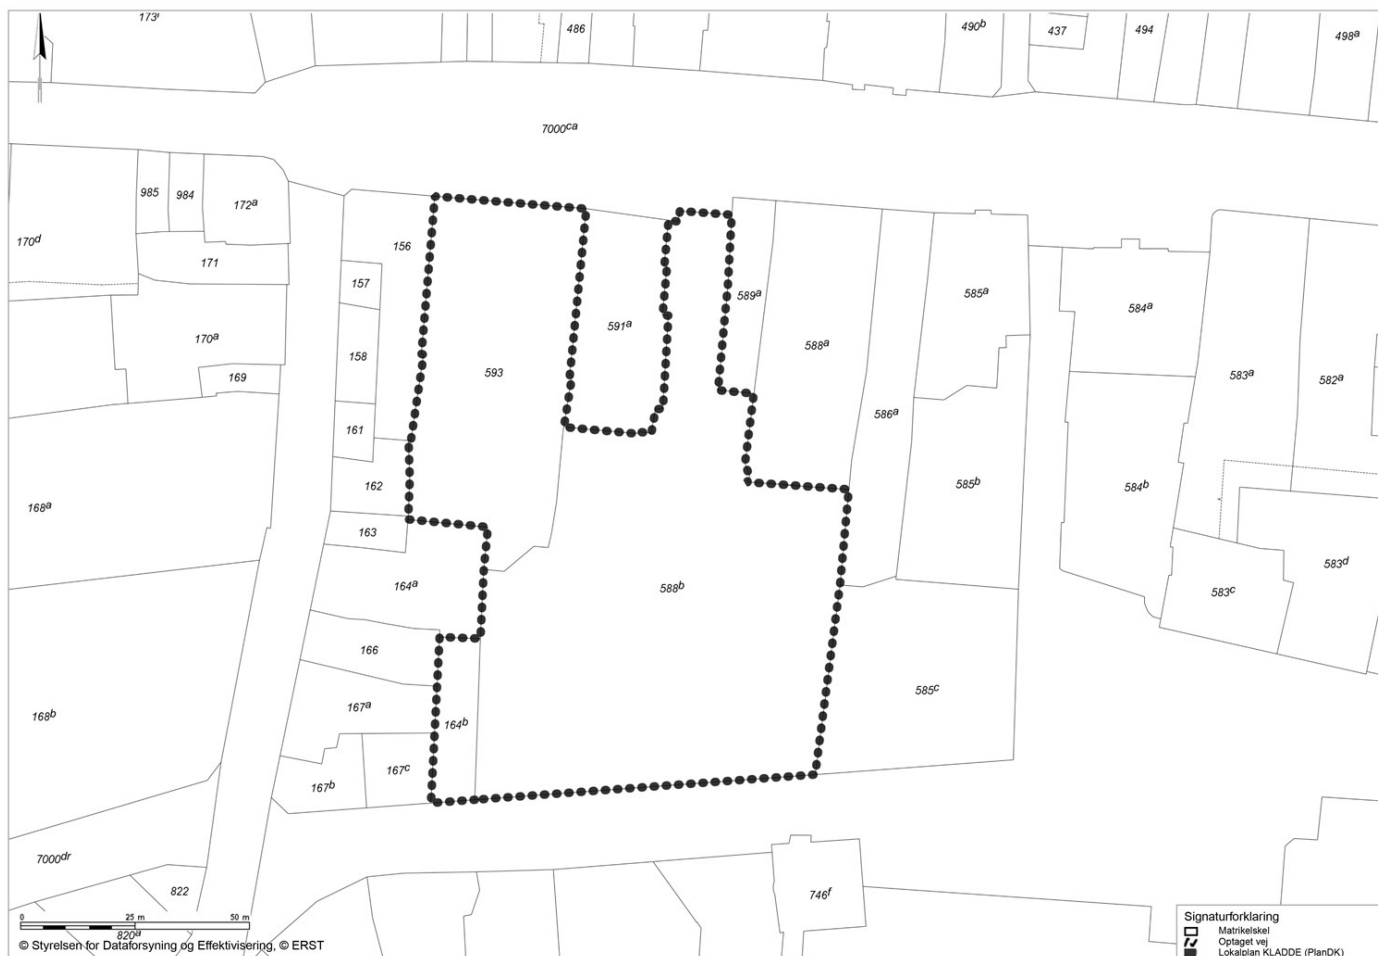 173ᶦ
486
490ᵇ
437
494
498ᵃ
7000ᶜᵃ
985
984
172ᵃ
170ᵈ
171
156
157
589ᵃ
585ᵃ
584ᵃ
591ᵃ
170ᵃ
158
588ᵃ
169
593
583ᵃ
582ᵃ
586ᵃ
161
162
585ᵇ
584ᵇ
168ᵃ
163
164ᵃ
588ᵇ
583ᶜ
583ᵈ
166
585ᶜ
167ᵃ
164ᵇ
168ᵇ
167ᶜ
167ᵇ
7000ᵈʳ
822
746ᶠ
0 25 m 50 m
820ᵃ
© Styrelsen for Dataforsyning og Effektivisering, © ERST
Signaturforklaring
Matrikelskel
Optaget vej
Lokalplan KLADDE (PlanDK)